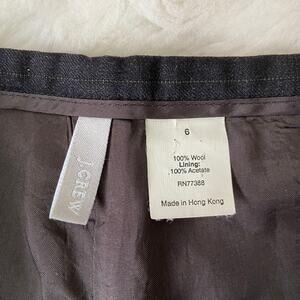 J.CREW
6
100% Wool
Lining:
100% Acetate
RN77388
Made in Hong Kong